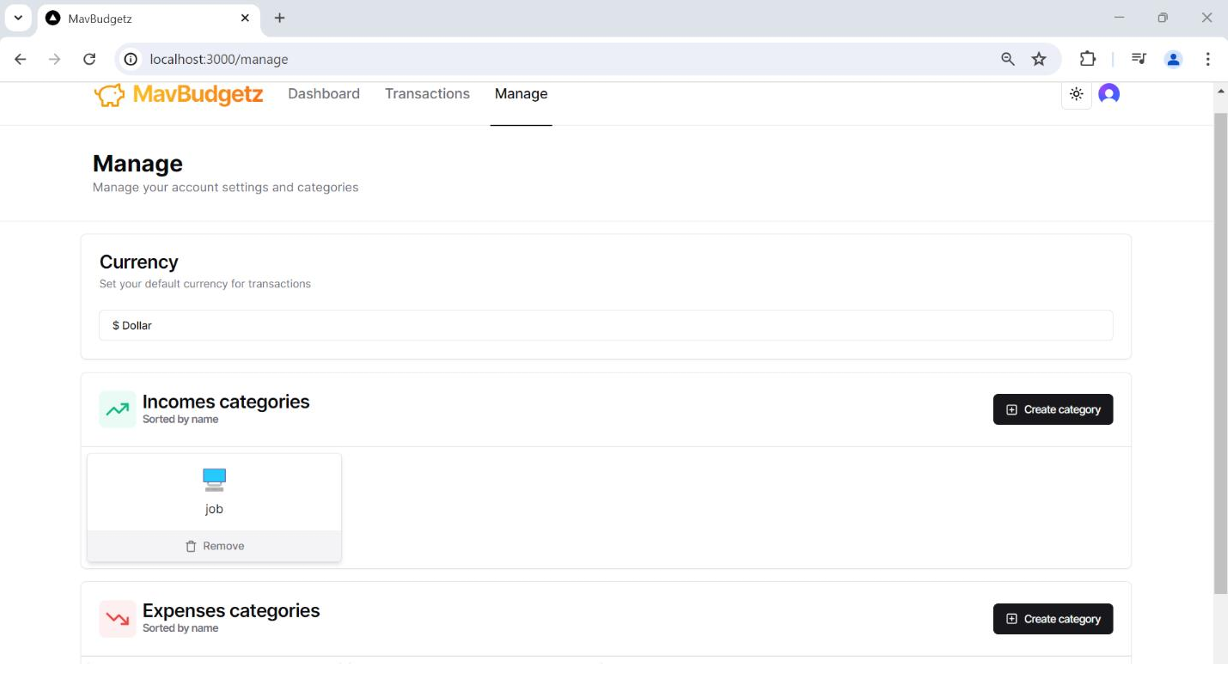 MavBudgetz
localhost:3000/manage
MavBudgetz Dashboard Transactions Manage
Manage
Manage your account settings and categories
Currency
Set your default currency for transactions
$ Dollar
Incomes categories
Sorted by name
Create category
job
Remove
Expenses categories
Sorted by name
Create category